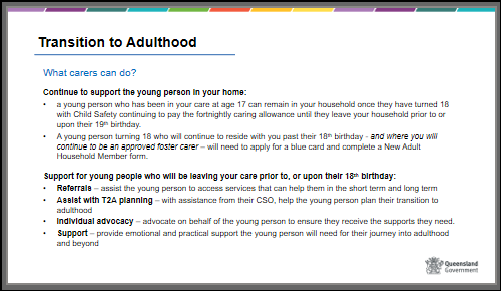 Transition to Adulthood
What carers can do?
Continue to support the young person in your home:
• a young person who has been in your care at age 17 can remain in your household once they have turned 18
with Child Safety continuing to pay the fortnightly caring allowance until they leave your household prior to or
upon their 19th birthday.
• A young person turning 18 who will continue to reside with you past their 18th birthday - and where you will
continue to be an approved foster carer – will need to apply for a blue card and complete a New Adult
Household Member form.
Support for young people who will be leaving your care prior to, or upon their 18th birthday:
• Referrals – assist the young person to access services that can help them in the short term and long term
• Assist with T2A planning – with assistance from their CSO, help the young person plan their transition to
adulthood
• Individual advocacy – advocate on behalf of the young person to ensure they receive the supports they need.
• Support – provide emotional and practical support the young person will need for their journey into adulthood
and beyond
Queensland
Government